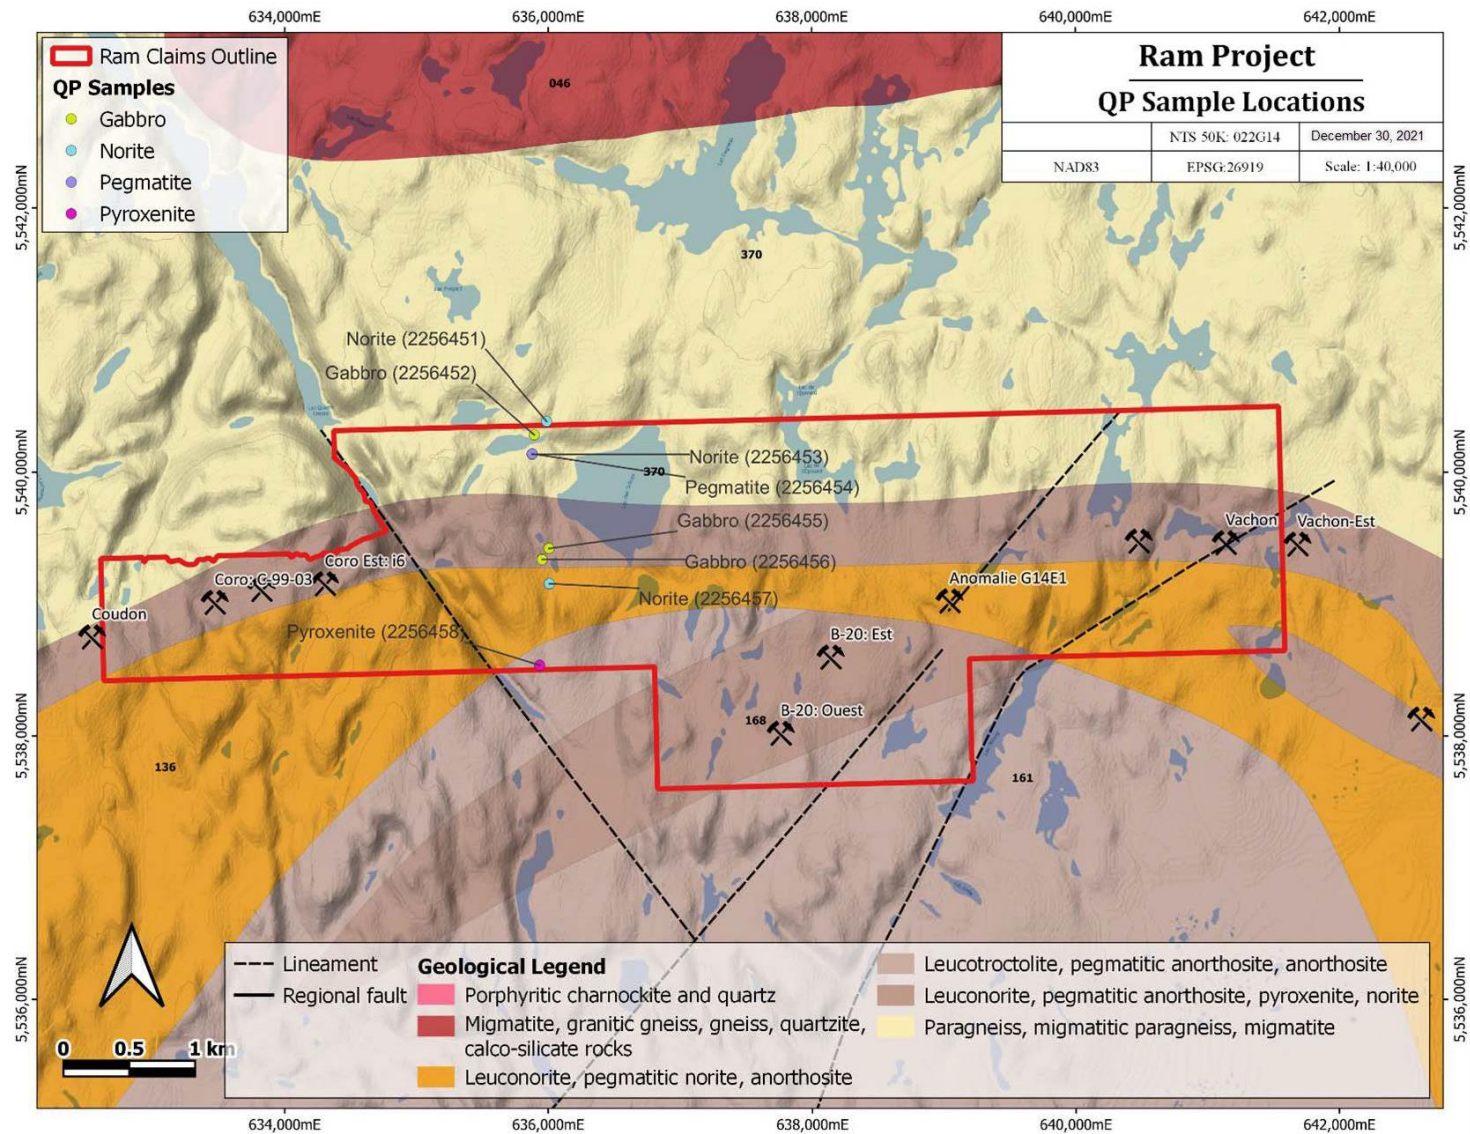 634,000mE
636,000mE
638,000mE
640,000mE
642,000mE
Ram Claims Outline
QP Samples
Gabbro
Norite
Pegmatite
Pyroxenite
Ram Project
QP Sample Locations
NTS 50K: 022G14
December 30, 2021
NAD83
EPSG:26919
Scale: 1:40,000
046
5,542,000mN
5,542,000mN
370
Norite (2256451)
Gabbro (2256452)
5,540,000mN
5,540,000mN
Norite (2256453)
370
Pegmatite (2256454)
Gabbro (2256455)
Vachon
Vachon-Est
Coro Est: i6
Gabbro (2256456)
Coro: C-99-03
Anomalie G14E1
Norite (2256457)
Coudon
Pyroxenite (2256458)
B-20: Est
B-20: Ouest
168
5,538,000mN
5,538,000mN
136
161
Lineament
Regional fault
Geological Legend
Porphyritic charnockite and quartz
Migmatite, granitic gneiss, gneiss, quartzite,
calco-silicate rocks
Leuconorite, pegmatitic norite, anorthosite
Leucotroctolite, pegmatitic anorthosite, anorthosite
Leuconorite, pegmatitic anorthosite, pyroxenite, norite
Paragneiss, migmatitic paragneiss, migmatite
5,536,000mN
5,536,000mN
0 0.5 1 km
634,000mE
636,000mE
638,000mE
640,000mE
642,000mE